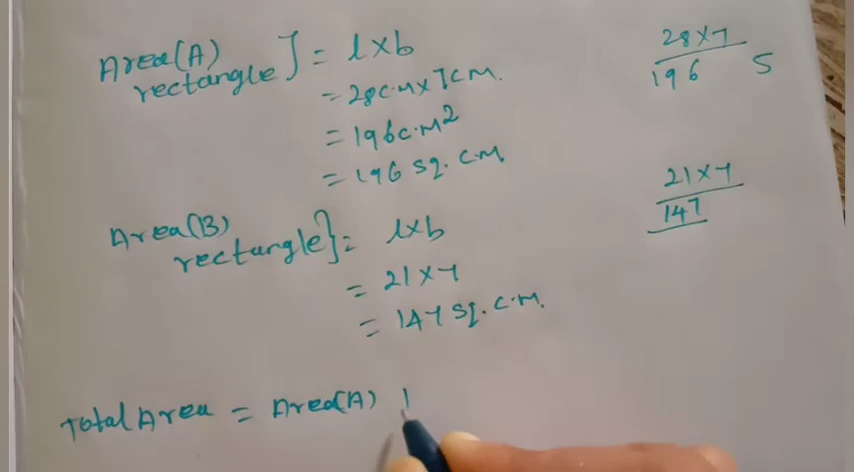 Area(A)
rectangle] = l×b
= 28C.M×7CM.
= 196C.M²
= 196 Sq. C.M
Area(B)
rectangle}= l×b
= 21×7
= 147 Sq. C.M.
Total Area = Area(A)
28×7
196 5
21×7
147